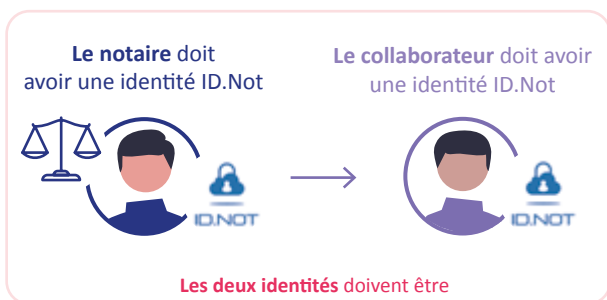 Le notaire doit
avoir une identité ID.Not
Le collaborateur doit avoir
une identité ID.Not
ID.NOT
ID.NOT
Les deux identités doivent être